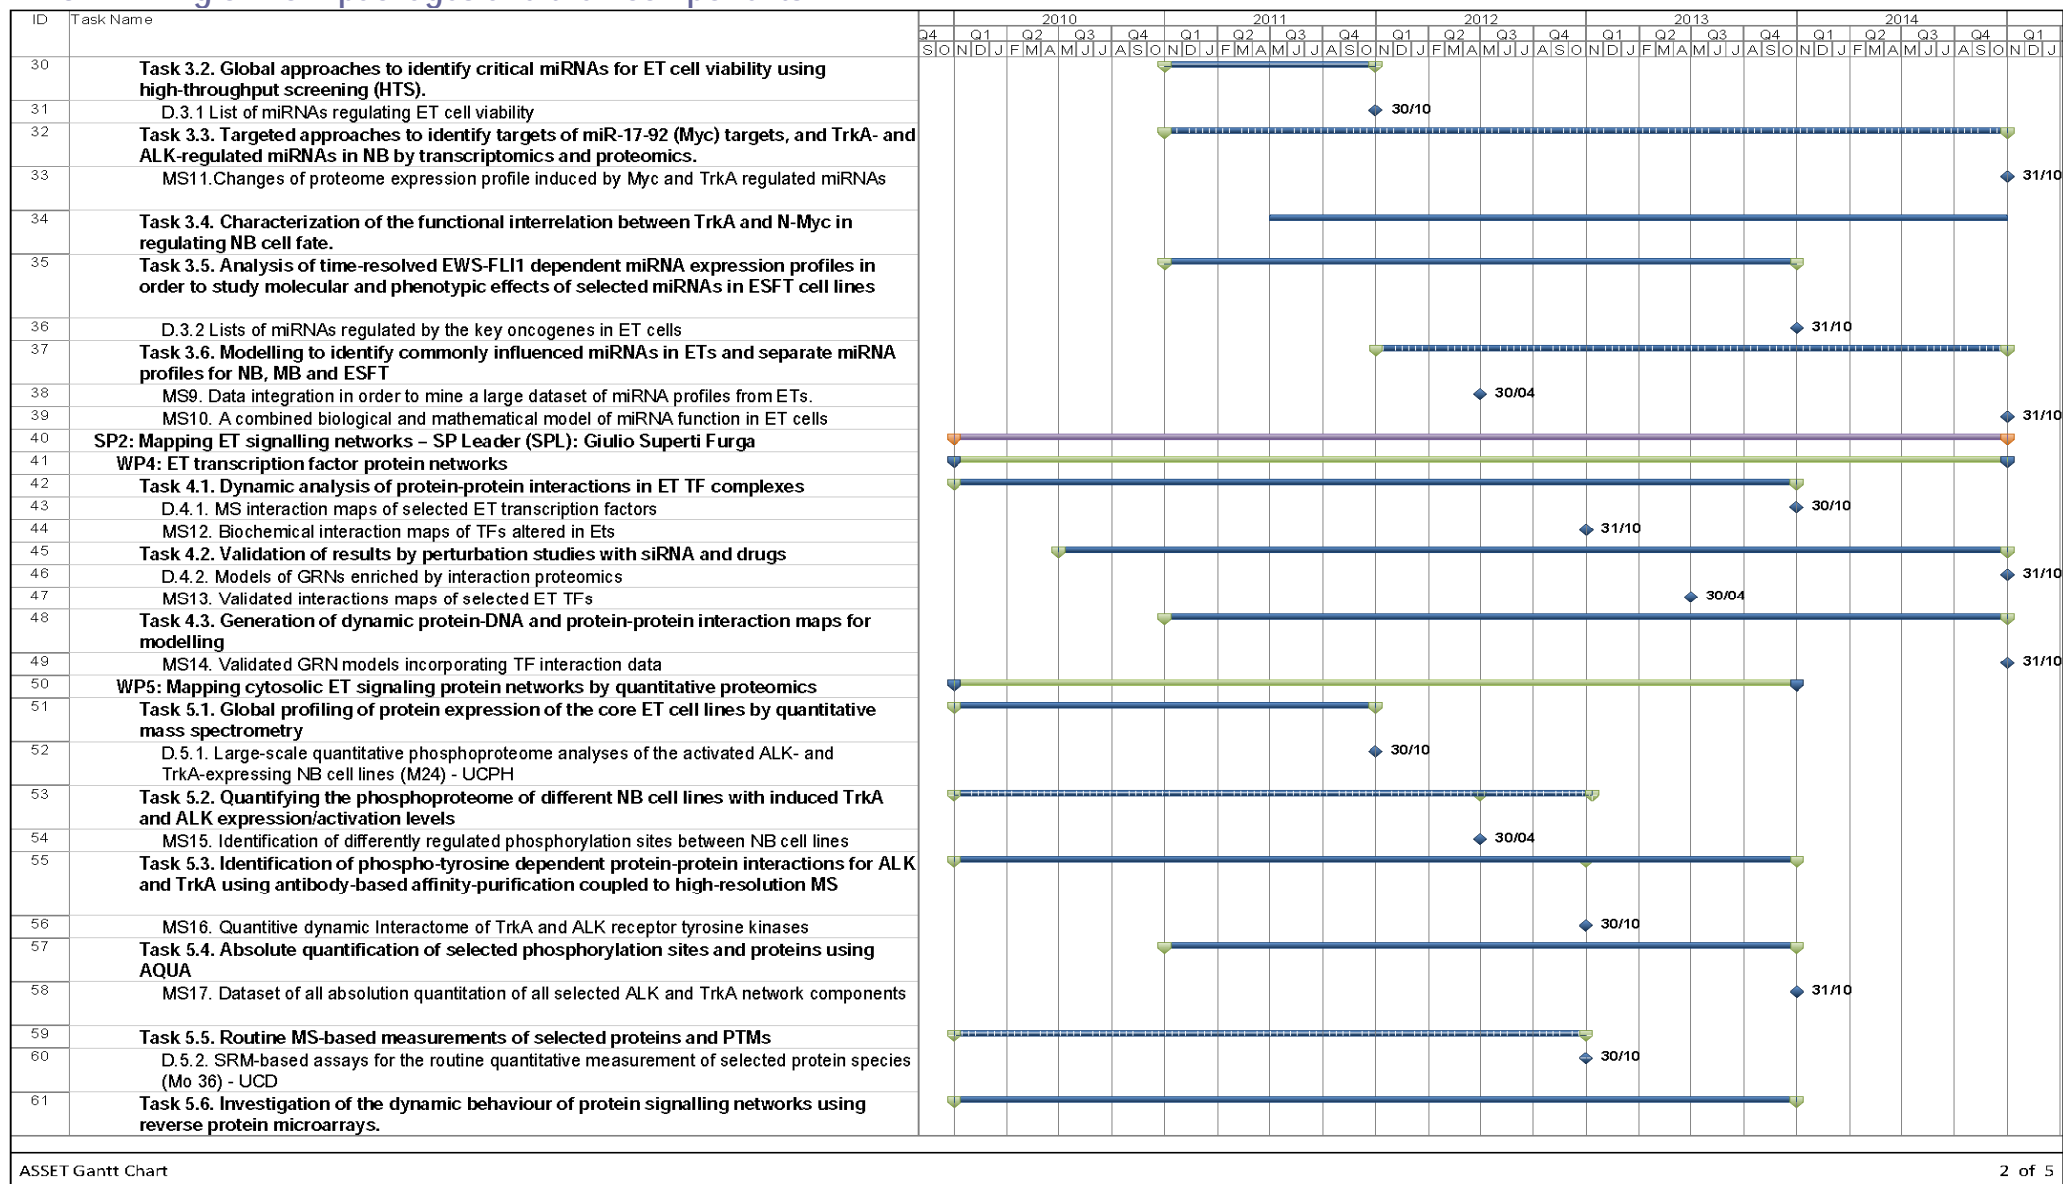 ID Task Name 2010 2011 2012 2013 2014
Q4 Q1 Q2 Q3 Q4 Q1 Q2 Q3 Q4 Q1 Q2 Q3 Q4 Q1 Q2 Q3 Q4 Q1 Q2 Q3 Q4 Q1
S O N D J F M A M J J A S O N D J F M A M J J A S O N D J F M A M J J A S O N D J F M A M J J A S O N D J F M A M J J A S O N D J
30 Task 3.2. Global approaches to identify critical miRNAs for ET cell viability using
high-throughput screening (HTS).
31 D.3.1 List of miRNAs regulating ET cell viability 30/10
32 Task 3.3. Targeted approaches to identify targets of miR-17-92 (Myc) targets, and TrkA- and
ALK-regulated miRNAs in NB by transcriptomics and proteomics.
33 MS11.Changes of proteome expression profile induced by Myc and TrkA regulated miRNAs 31/10
34 Task 3.4. Characterization of the functional interrelation between TrkA and N-Myc in
regulating NB cell fate.
35 Task 3.5. Analysis of time-resolved EWS-FLI1 dependent miRNA expression profiles in
order to study molecular and phenotypic effects of selected miRNAs in ESFT cell lines
36 D.3.2 Lists of miRNAs regulated by the key oncogenes in ET cells 31/10
37 Task 3.6. Modelling to identify commonly influenced miRNAs in ETs and separate miRNA
profiles for NB, MB and ESFT
38 MS9. Data integration in order to mine a large dataset of miRNA profiles from ETs. 30/04
39 MS10. A combined biological and mathematical model of miRNA function in ET cells 31/10
40 SP2: Mapping ET signalling networks – SP Leader (SPL): Giulio Superti Furga
41 WP4: ET transcription factor protein networks
42 Task 4.1. Dynamic analysis of protein-protein interactions in ET TF complexes
43 D.4.1. MS interaction maps of selected ET transcription factors 30/10
44 MS12. Biochemical interaction maps of TFs altered in Ets 31/10
45 Task 4.2. Validation of results by perturbation studies with siRNA and drugs
46 D.4.2. Models of GRNs enriched by interaction proteomics 31/10
47 MS13. Validated interactions maps of selected ET TFs 30/04
48 Task 4.3. Generation of dynamic protein-DNA and protein-protein interaction maps for
modelling
49 MS14. Validated GRN models incorporating TF interaction data 31/10
50 WP5: Mapping cytosolic ET signaling protein networks by quantitative proteomics
51 Task 5.1. Global profiling of protein expression of the core ET cell lines by quantitative
mass spectrometry
52 D.5.1. Large-scale quantitative phosphoproteome analyses of the activated ALK- and 30/10
TrkA-expressing NB cell lines (M24) - UCPH
53 Task 5.2. Quantifying the phosphoproteome of different NB cell lines with induced TrkA
and ALK expression/activation levels
54 MS15. Identification of differently regulated phosphorylation sites between NB cell lines 30/04
55 Task 5.3. Identification of phospho-tyrosine dependent protein-protein interactions for ALK
and TrkA using antibody-based affinity-purification coupled to high-resolution MS
56 MS16. Quantitive dynamic Interactome of TrkA and ALK receptor tyrosine kinases 30/10
57 Task 5.4. Absolute quantification of selected phosphorylation sites and proteins using
AQUA
58 MS17. Dataset of all absolution quantitation of all selected ALK and TrkA network components 31/10
59 Task 5.5. Routine MS-based measurements of selected proteins and PTMs
60 D.5.2. SRM-based assays for the routine quantitative measurement of selected protein species 30/10
(Mo 36) - UCD
61 Task 5.6. Investigation of the dynamic behaviour of protein signalling networks using
reverse protein microarrays.
ASSET Gantt Chart 2 of 5